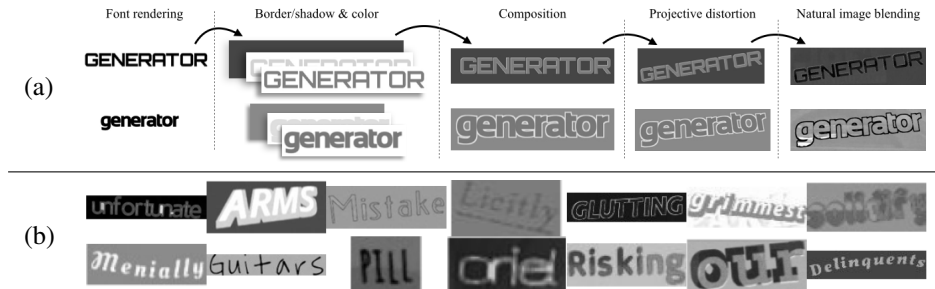 Font rendering Border/shadow & color Composition Projective distortion Natural image blending
(a)
GENERATOR GENERATOR GENERATOR GENERATOR GENERATOR
generator generator generator generator generator
(b)
unfortunate ARMS Mistake Licitly GLUTTING grimmest
Menially Guitars PILL Oriel Risking our Delinquents